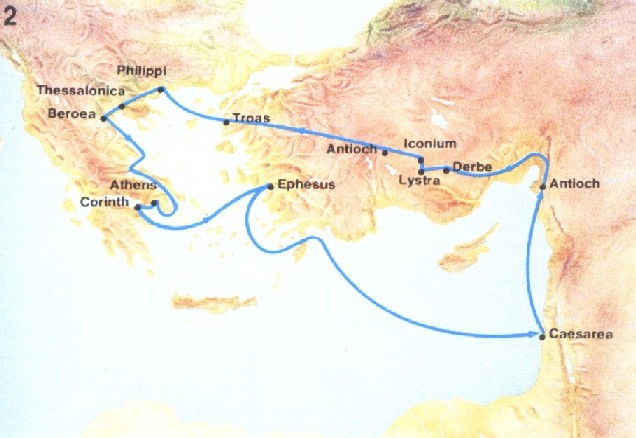 2
Philippi
Thessalonica
Beroea
Troas
Antioch
Iconium
Lystra
Derbe
Athens
Corinth
Ephesus
Antioch
Caesarea